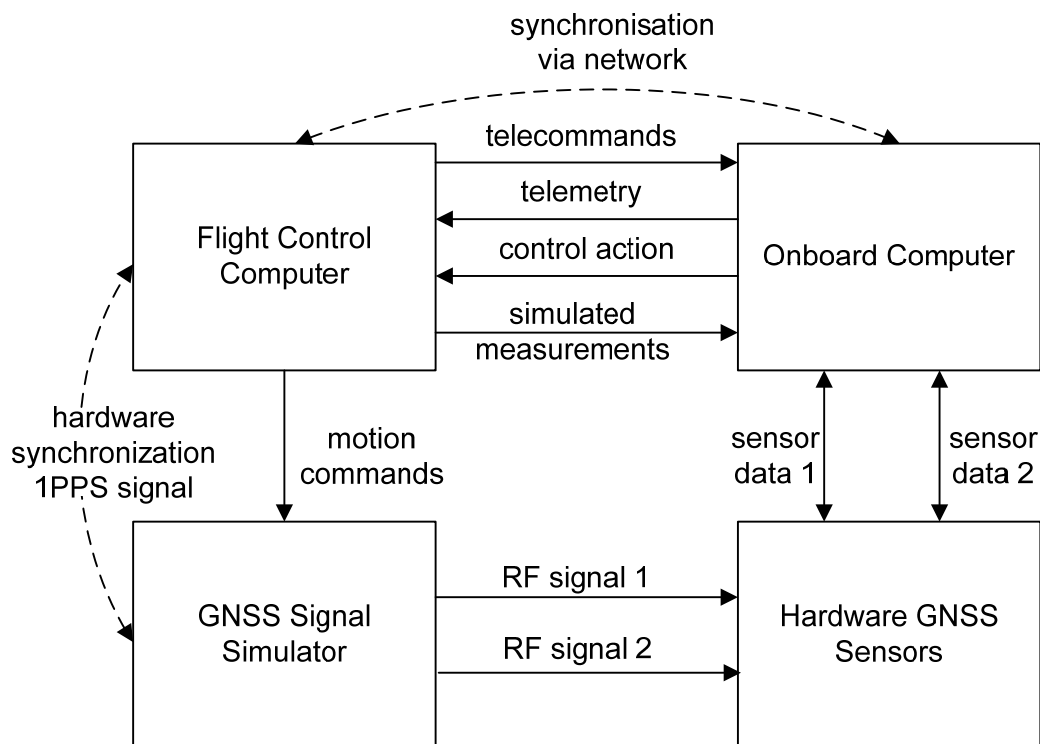 synchronisation
via network
telecommands
telemetry
Flight Control
Computer
control action
Onboard Computer
simulated
measurements
hardware
synchronization
1PPS signal
motion
commands
sensor
data 1
sensor
data 2
RF signal 1
GNSS Signal
Simulator
RF signal 2
Hardware GNSS
Sensors